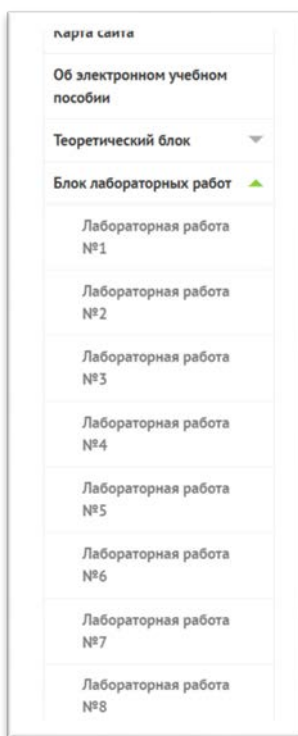 Карта сайта
Об электронном учебном
пособии
Теоретический блок
Блок лабораторных работ
Лабораторная работа
№1
Лабораторная работа
№2
Лабораторная работа
№3
Лабораторная работа
№4
Лабораторная работа
№5
Лабораторная работа
№6
Лабораторная работа
№7
Лабораторная работа
№8